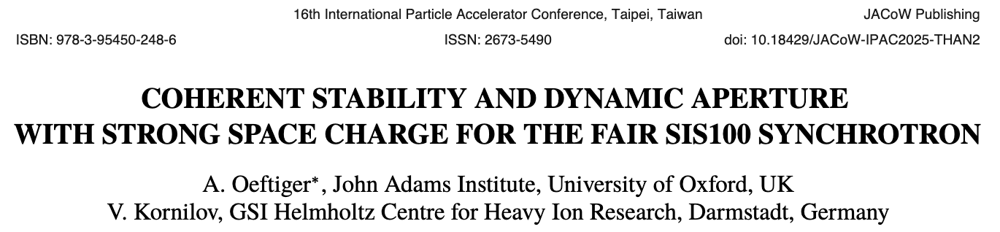 16th International Particle Accelerator Conference, Taipei, Taiwan JACoW Publishing
ISBN: 978-3-95450-248-6 ISSN: 2673-5490 doi: 10.18429/JACoW-IPAC2025-THAN2
COHERENT STABILITY AND DYNAMIC APERTURE
WITH STRONG SPACE CHARGE FOR THE FAIR SIS100 SYNCHROTRON
A. Oeftiger*, John Adams Institute, University of Oxford, UK
V. Kornilov, GSI Helmholtz Centre for Heavy Ion Research, Darmstadt, Germany